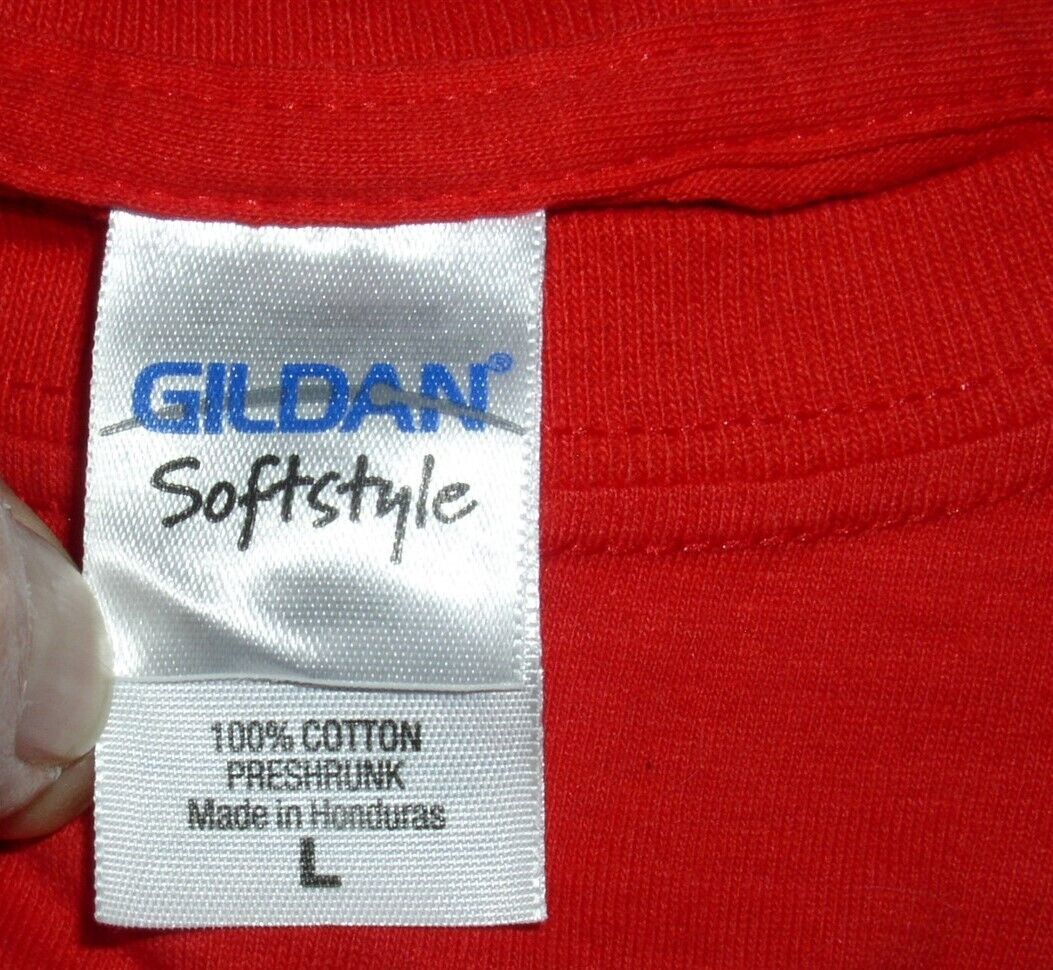 GILDAN®
Softstyle
100% COTTON
PRESHRUNK
Made in Honduras
L